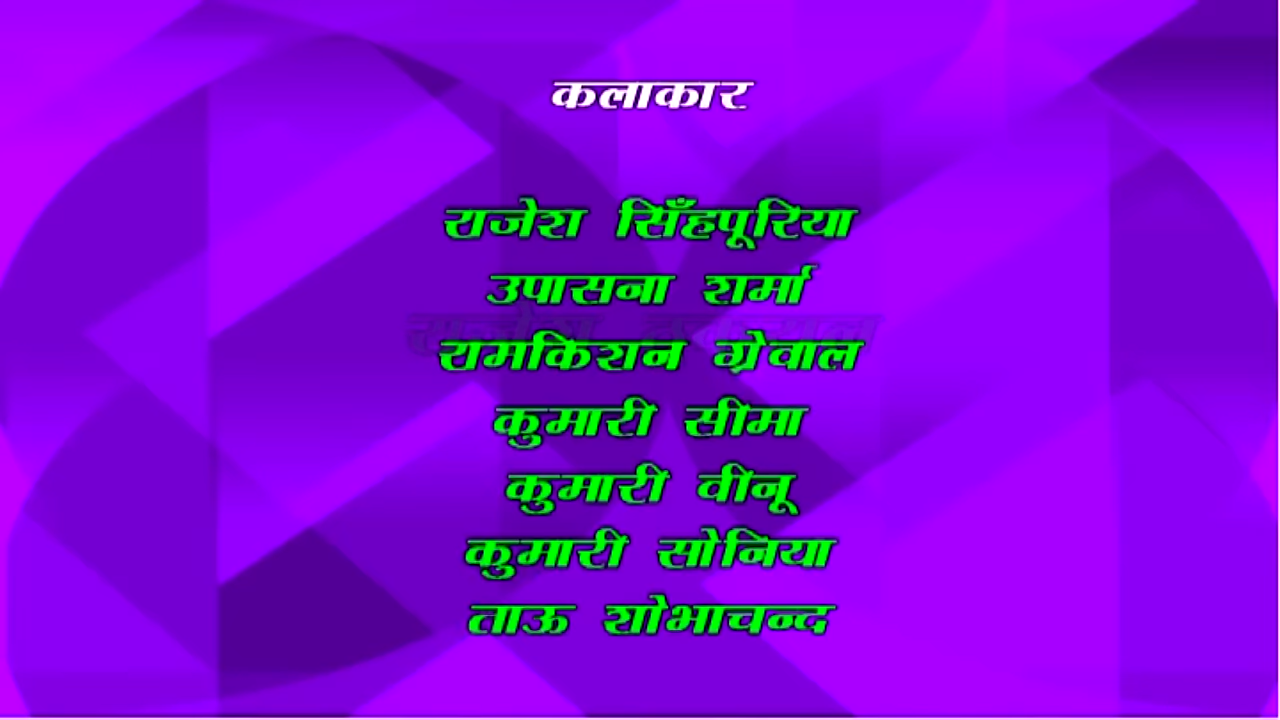 कलाकार
राजेश सिँहपूरिया
उपासना शर्मा
रामकिशन ग्रेवाल
कुमारी सीमा
कुमारी वीनू
कुमारी सोनिया
ताऊ शोभाचन्द